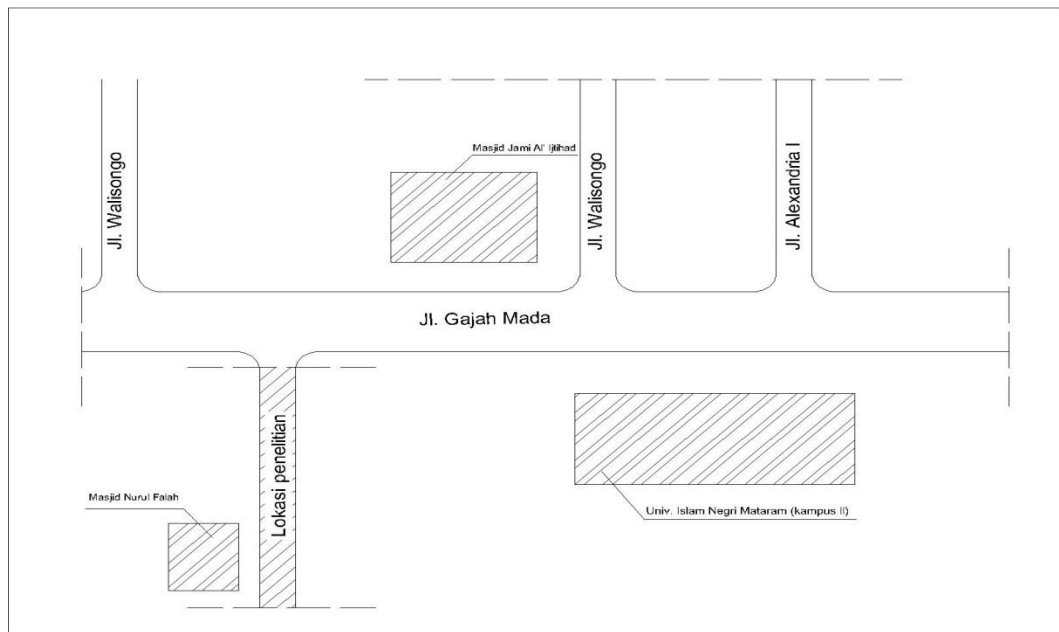 Jl. Walisongo
Masjid Jami Al' Ijtihad
Jl. Walisongo
Jl. Alexandria I
Jl. Gajah Mada
Lokasi penelitian
Masjid Nurul Falah
Univ. Islam Negri Mataram (kampus II)